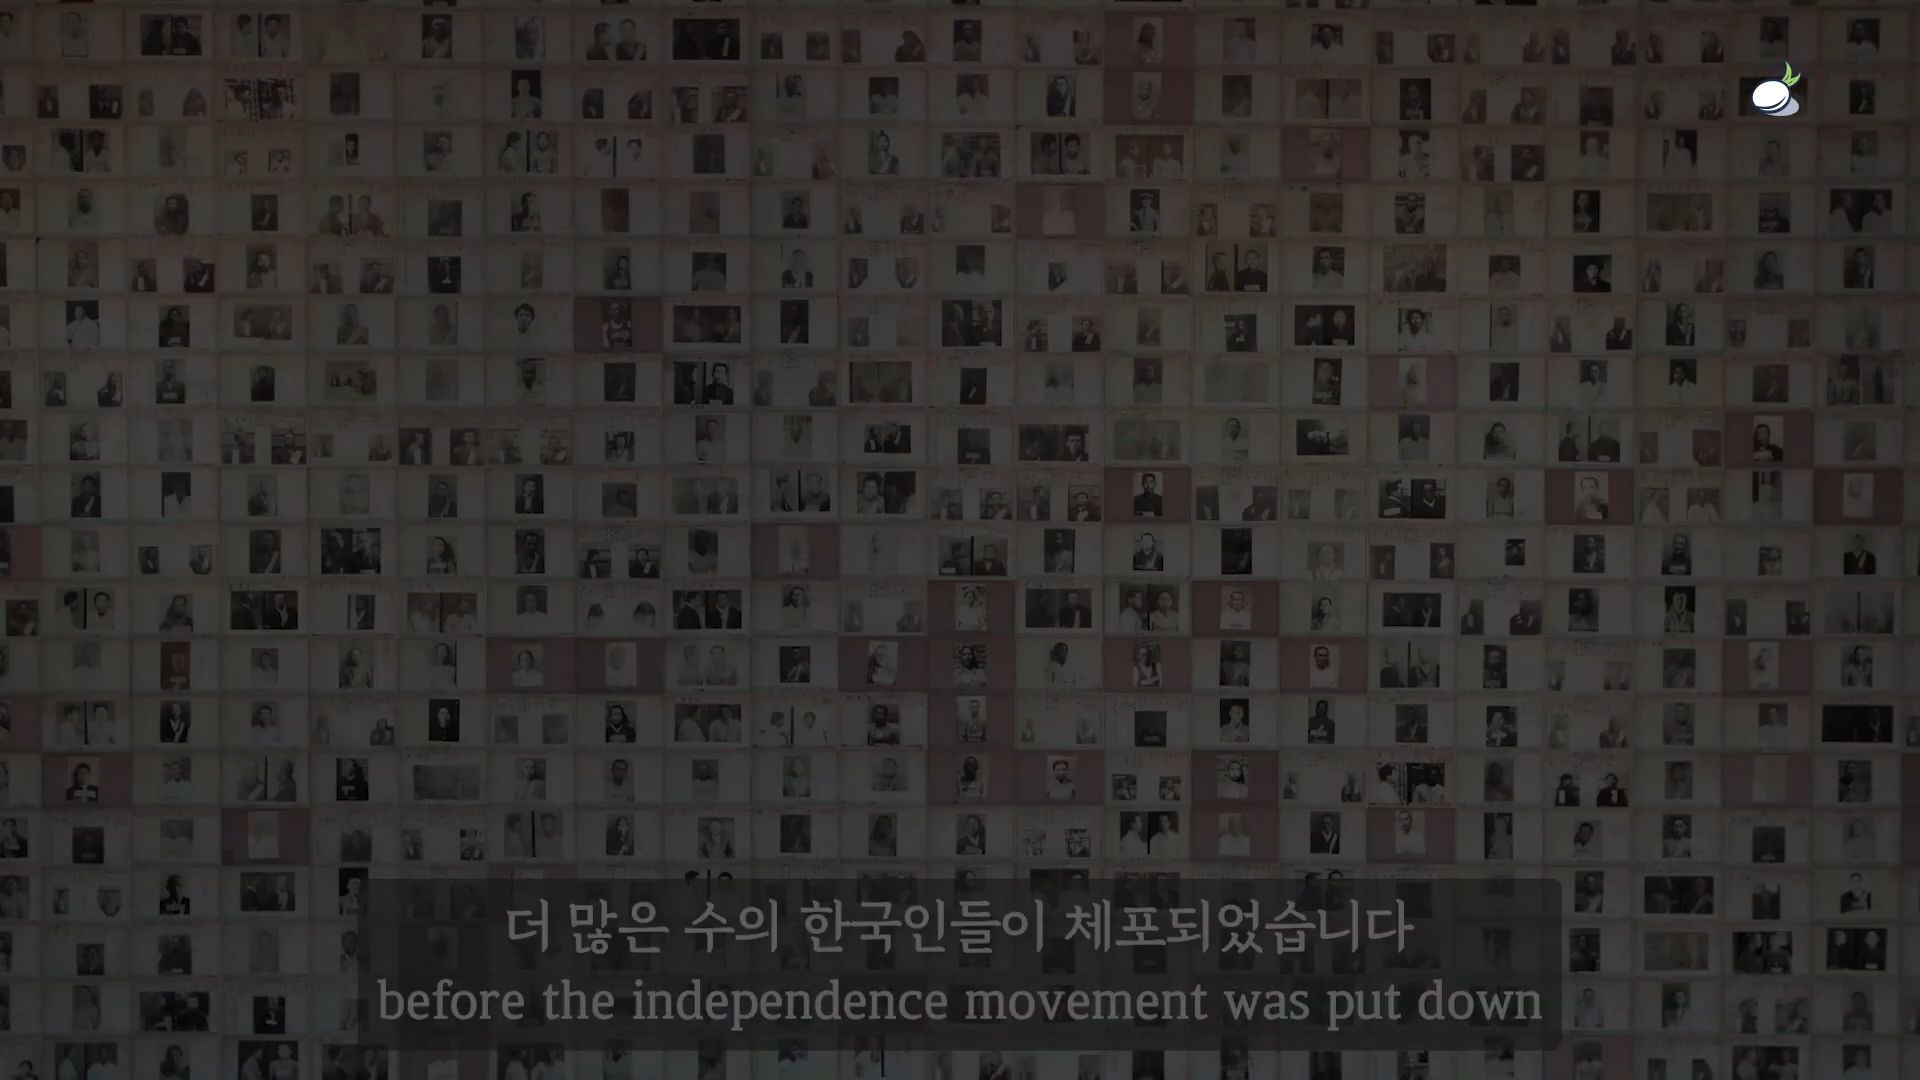 더 많은 수의 한국인들이 체포되었습니다
before the independence movement was put down